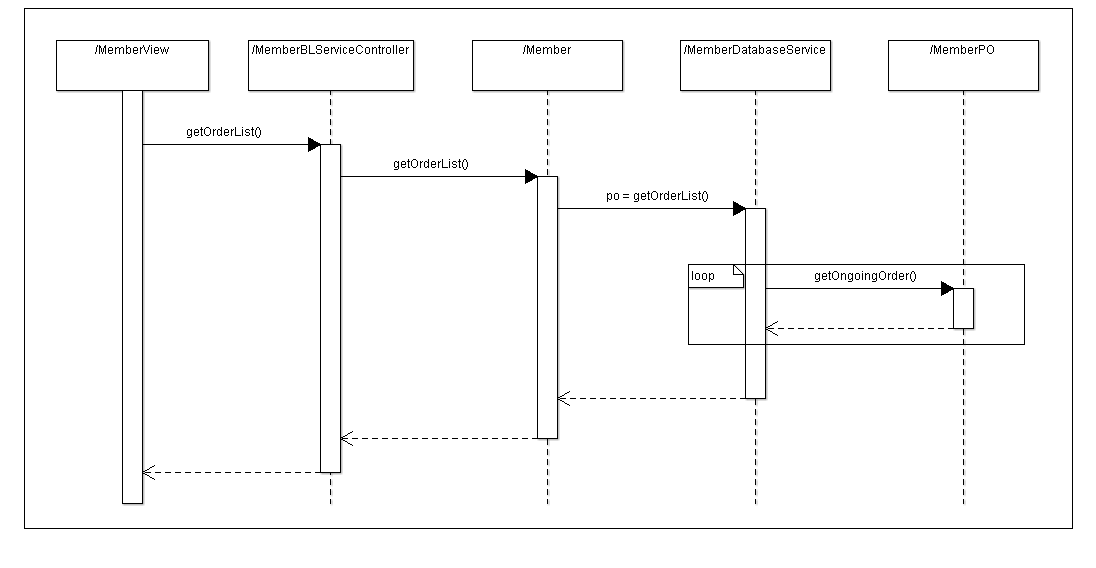 /MemberView
/MemberBLServiceController
/Member
/MemberDatabaseService
/MemberPO
getOrderList()
getOrderList()
po = getOrderList()
loop
getOngoingOrder()